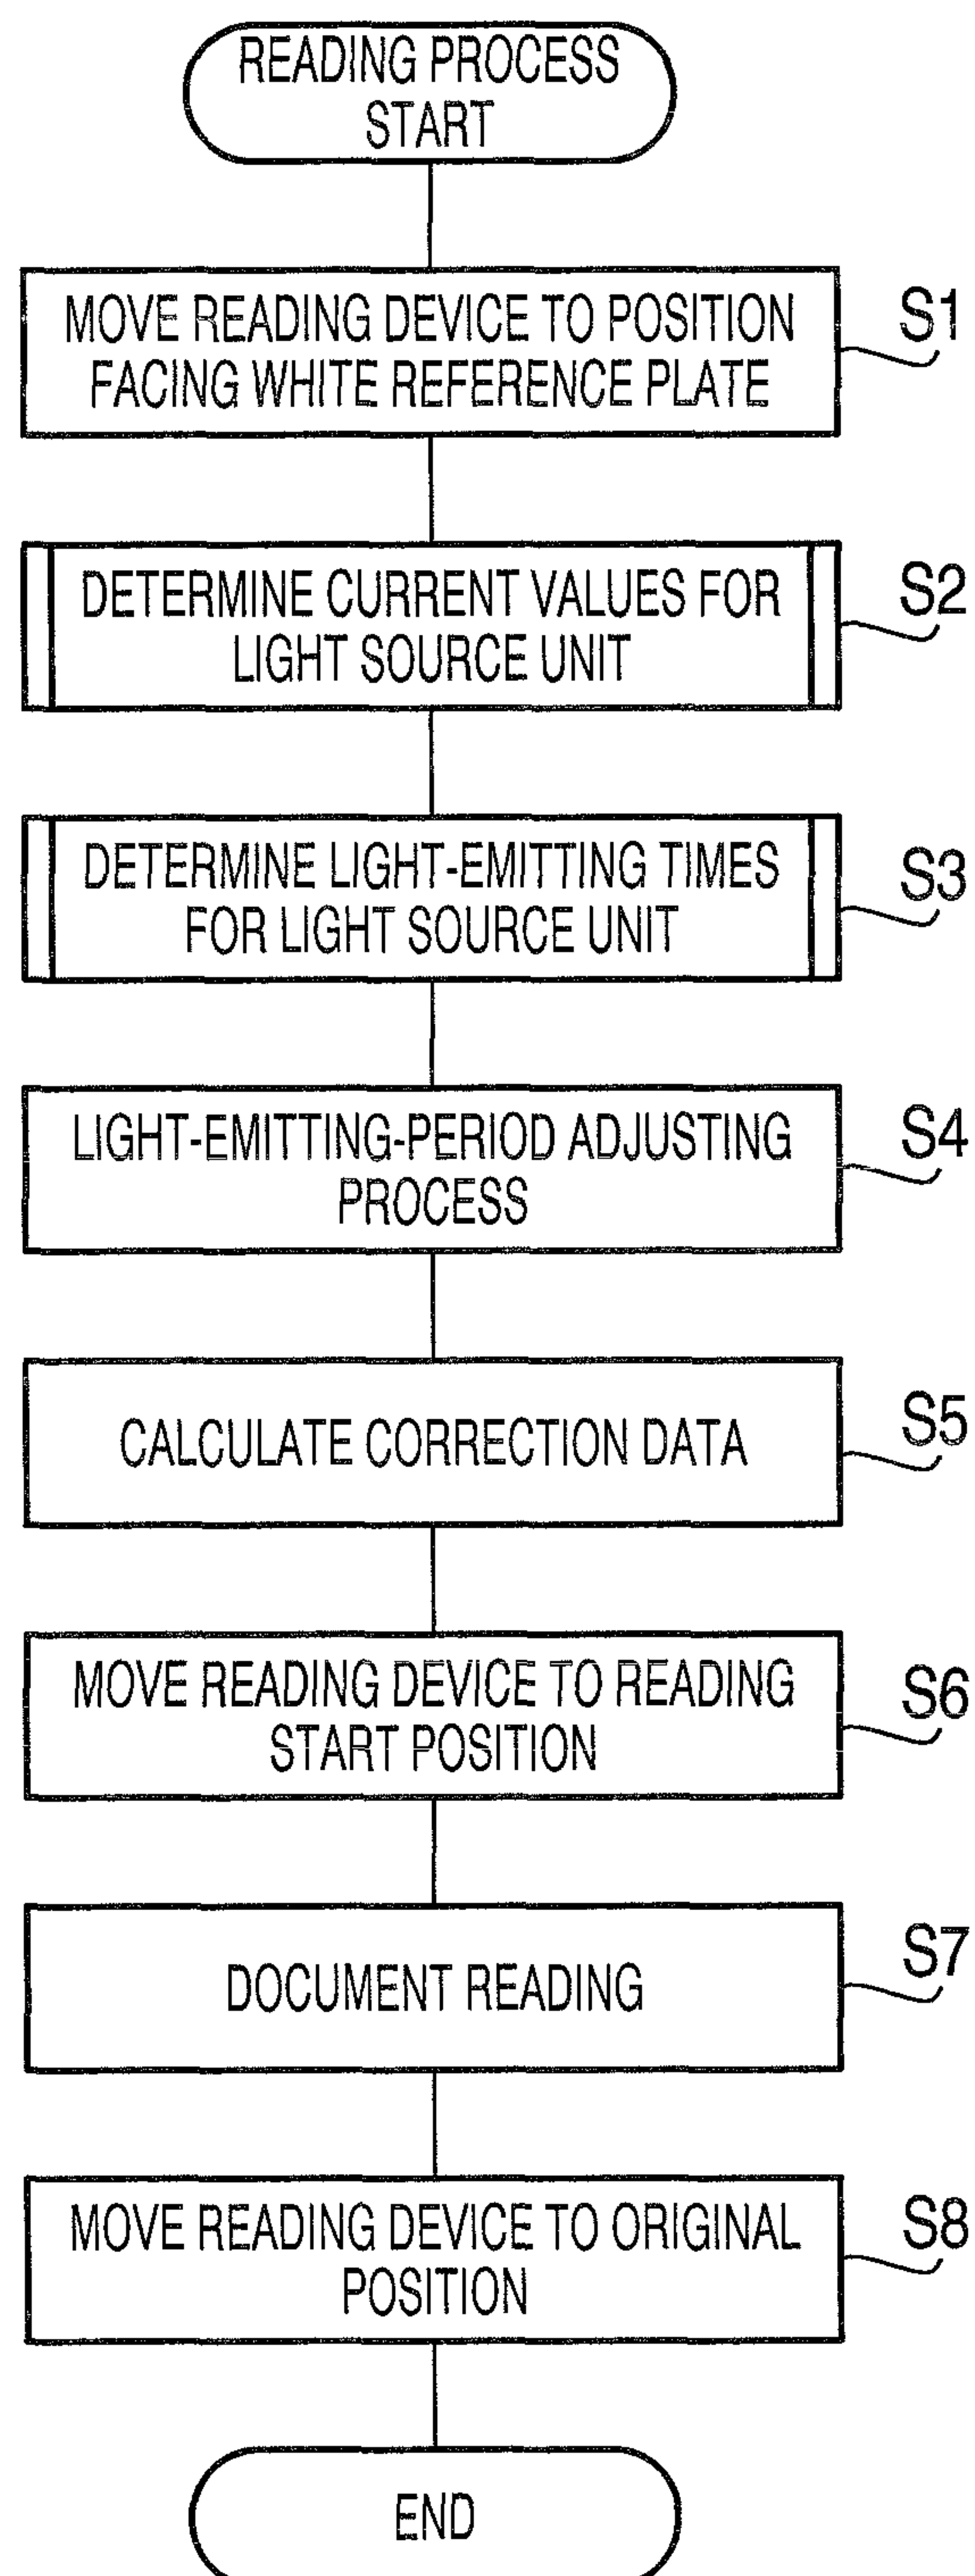 READING PROCESS
START
MOVE READING DEVICE TO POSITION
FACING WHITE REFERENCE PLATE
S1
DETERMINE CURRENT VALUES FOR
LIGHT SOURCE UNIT
S2
DETERMINE LIGHT-EMITTING TIMES
FOR LIGHT SOURCE UNIT
S3
LIGHT-EMITTING-PERIOD ADJUSTING
PROCESS
S4
CALCULATE CORRECTION DATA
S5
MOVE READING DEVICE TO READING
START POSITION
S6
DOCUMENT READING
S7
MOVE READING DEVICE TO ORIGINAL
POSITION
S8
END